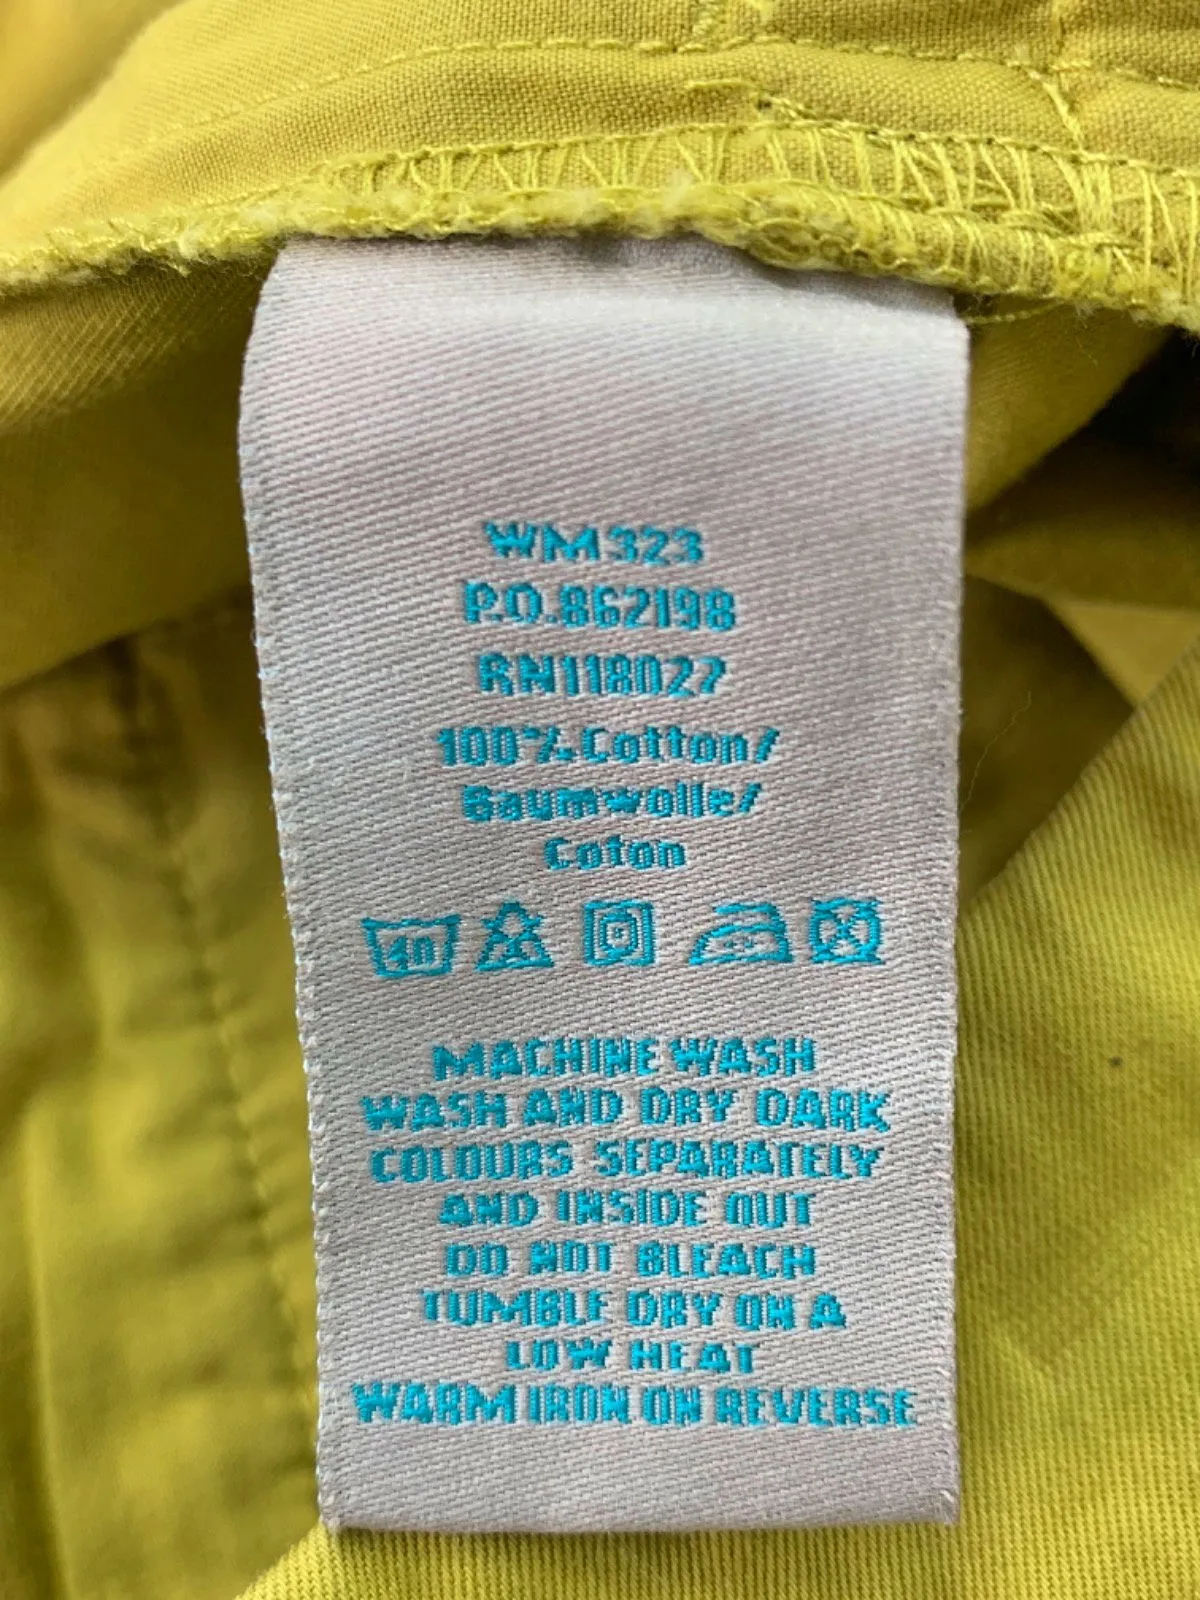 WM323
P.O.862198
RN118027
100% Cotton/
Baumwolle/
Coton
40
MACHINE WASH
WASH AND DRY DARK
COLOURS SEPARATELY
AND INSIDE OUT
DO NOT BLEACH
TUMBLE DRY ON A
LOW HEAT
WARM IRON ON REVERSE